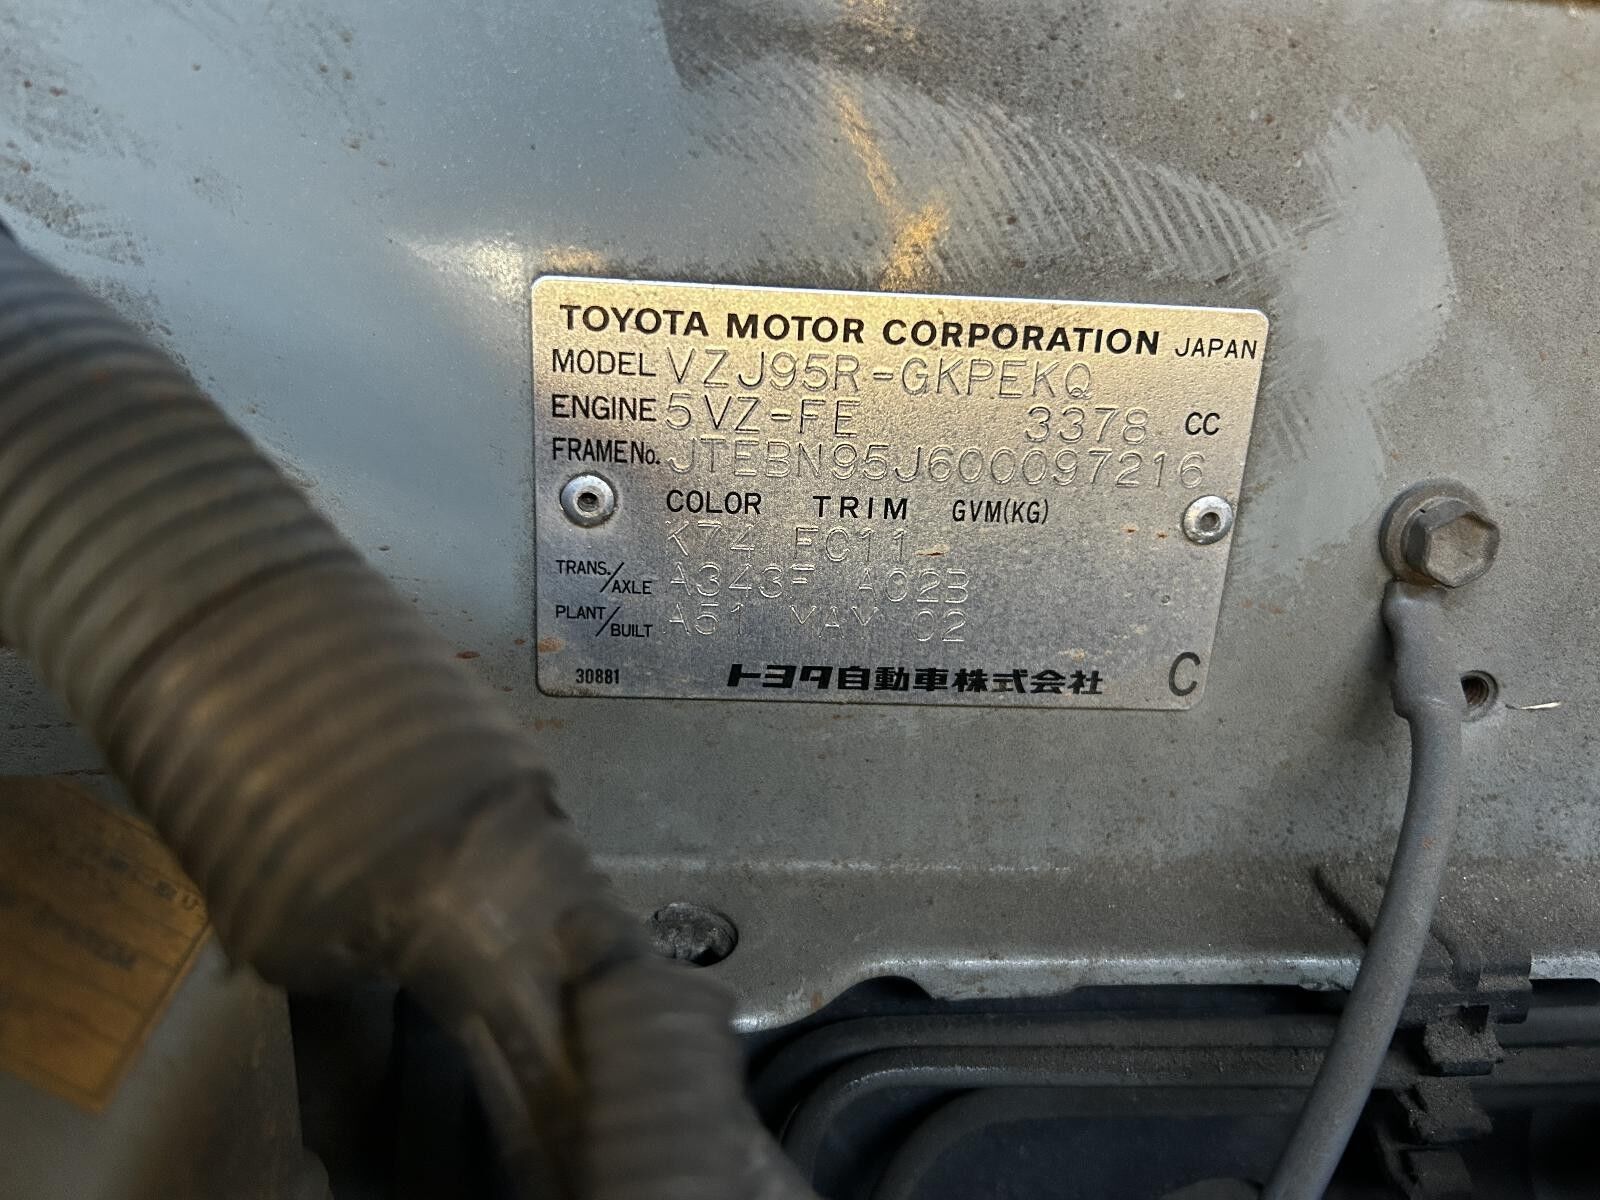 TOYOTA MOTOR CORPORATION JAPAN
MODEL VZJ95R-GKPEKQ
ENGINE 5VZ-FE 3378 CC
FRAME No. JTEBN95J600097216
COLOR TRIM GVM(KG)
K74 FC11
TRANS./AXLE A343F A02B
PLANT/BUILT A51 MAY 02
30881 トヨタ自動車株式会社 C